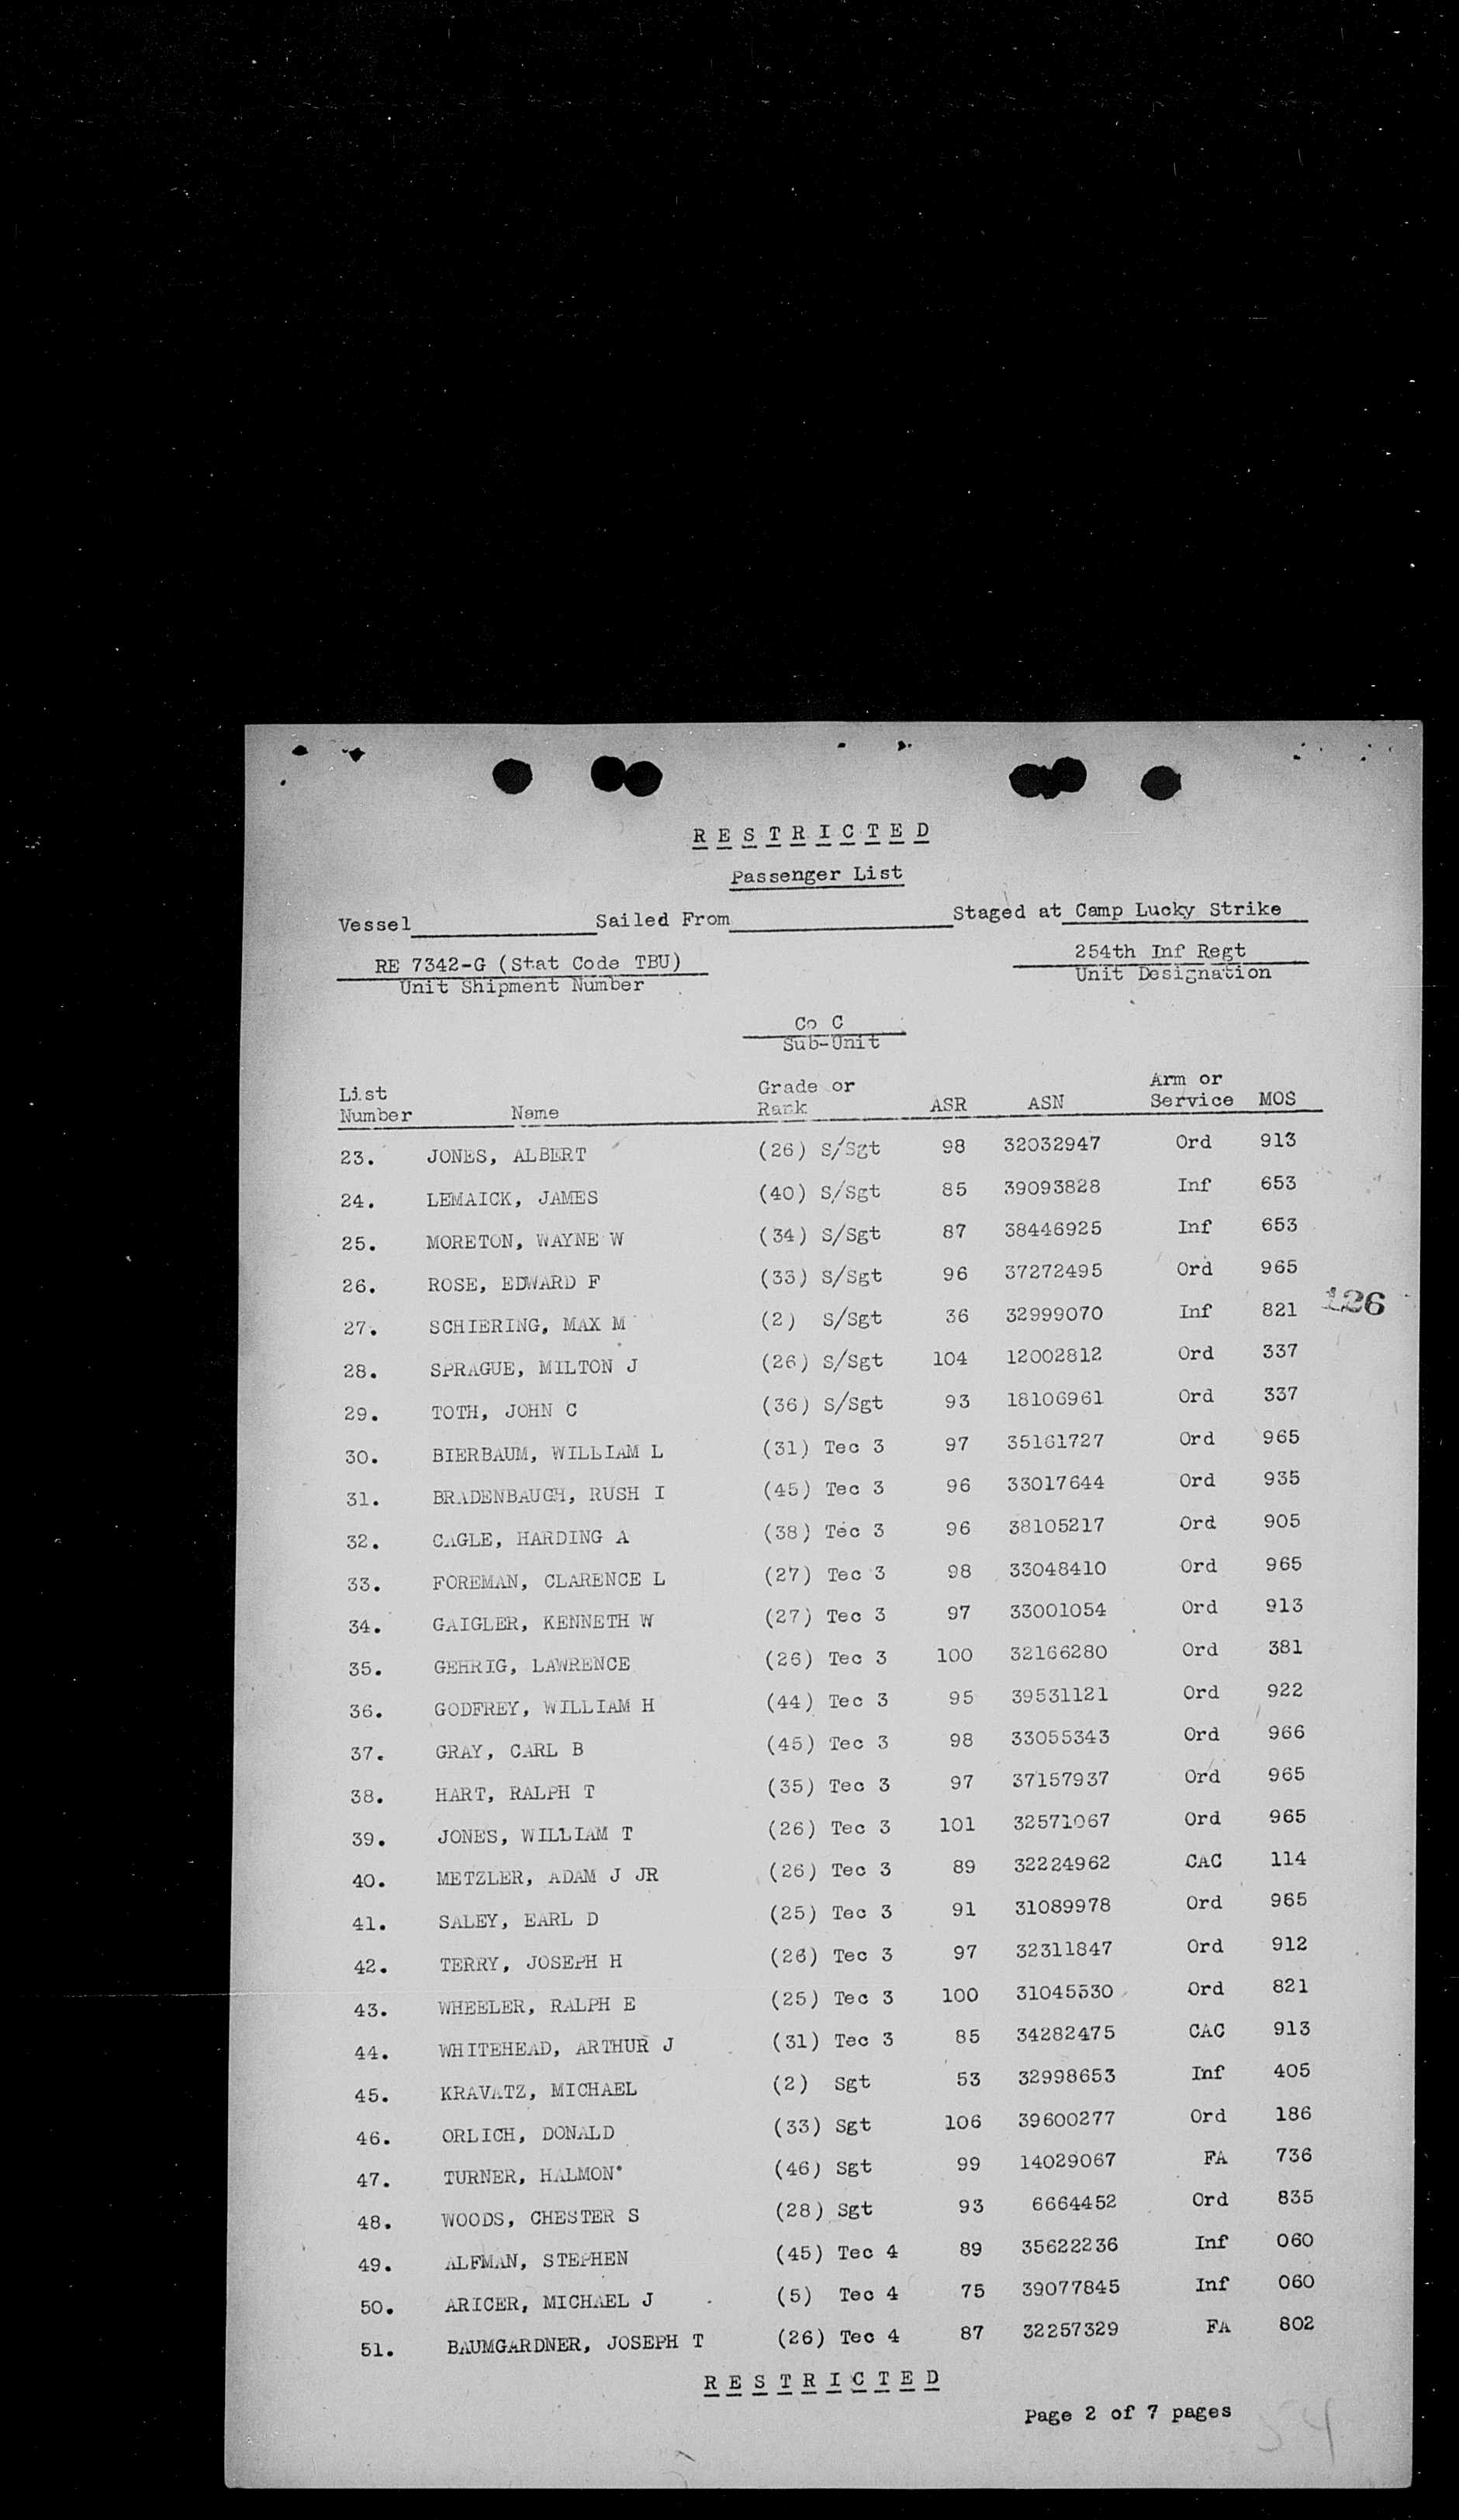 R E S T R I C T E D
Passenger List
Vessel Sailed From Staged at Camp Lucky Strike
RE 7342-G (Stat Code TBU) 254th Inf Regt
Unit Shipment Number Unit Designation
Co C
Sub-Unit
List Number Name Grade or Rank ASR ASN Arm or Service MOS
23. JONES, ALBERT (26) S/Sgt 98 32032947 Ord 913
24. LEMAICK, JAMES (40) S/Sgt 85 39093828 Inf 653
25. MORETON, WAYNE W (34) S/Sgt 87 38446925 Inf 653
26. ROSE, EDWARD F (33) S/Sgt 96 37272495 Ord 965
126
27. SCHIERING, MAX M (2) S/Sgt 36 32999070 Inf 821
28. SPRAGUE, MILTON J (26) S/Sgt 104 12002812 Ord 337
29. TOTH, JOHN C (36) S/Sgt 93 18106961 Ord 337
30. BIERBAUM, WILLIAM L (31) Tec 3 97 35161727 Ord 965
31. BRADENBAUGH, RUSH I (45) Tec 3 96 33017644 Ord 935
32. CAGLE, HARDING A (38) Tec 3 96 38105217 Ord 905
33. FOREMAN, CLARENCE L (27) Tec 3 98 33048410 Ord 965
34. GAIGLER, KENNETH W (27) Tec 3 97 33001054 Ord 913
35. GEHRIG, LAWRENCE (26) Tec 3 100 32166280 Ord 381
36. GODFREY, WILLIAM H (44) Tec 3 95 39531121 Ord 922
37. GRAY, CARL B (45) Tec 3 98 33055343 Ord 966
38. HART, RALPH T (35) Tec 3 97 37157937 Ord 965
39. JONES, WILLIAM T (26) Tec 3 101 32571067 Ord 965
40. METZLER, ADAM J JR (26) Tec 3 89 32224962 CAC 114
41. SALEY, EARL D (25) Tec 3 91 31089978 Ord 965
42. TERRY, JOSEPH H (26) Tec 3 97 32311847 Ord 912
43. WHEELER, RALPH E (25) Tec 3 100 31045530 Ord 821
44. WHITEHEAD, ARTHUR J (31) Tec 3 85 34282475 CAC 913
45. KRAVATZ, MICHAEL (2) Sgt 53 32998653 Inf 405
46. ORLICH, DONALD (33) Sgt 106 39600277 Ord 186
47. TURNER, HALMON (46) Sgt 99 14029067 FA 736
48. WOODS, CHESTER S (28) Sgt 93 6664452 Ord 835
49. ALFMAN, STEPHEN (45) Tec 4 89 35622236 Inf 060
50. ARICER, MICHAEL J (5) Tec 4 75 39077845 Inf 060
51. BAUMGARDNER, JOSEPH T (26) Tec 4 87 32257329 FA 802
R E S T R I C T E D
Page 2 of 7 pages
54